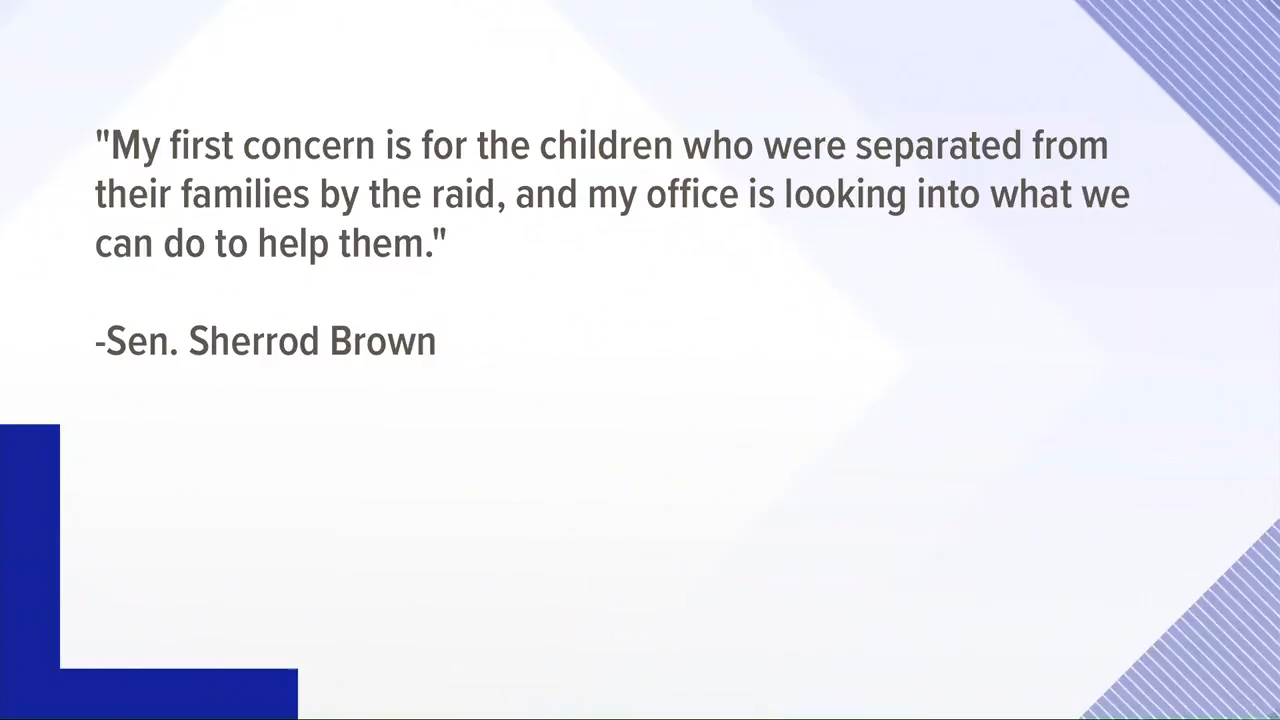 "My first concern is for the children who were separated from
their families by the raid, and my office is looking into what we
can do to help them."
-Sen. Sherrod Brown